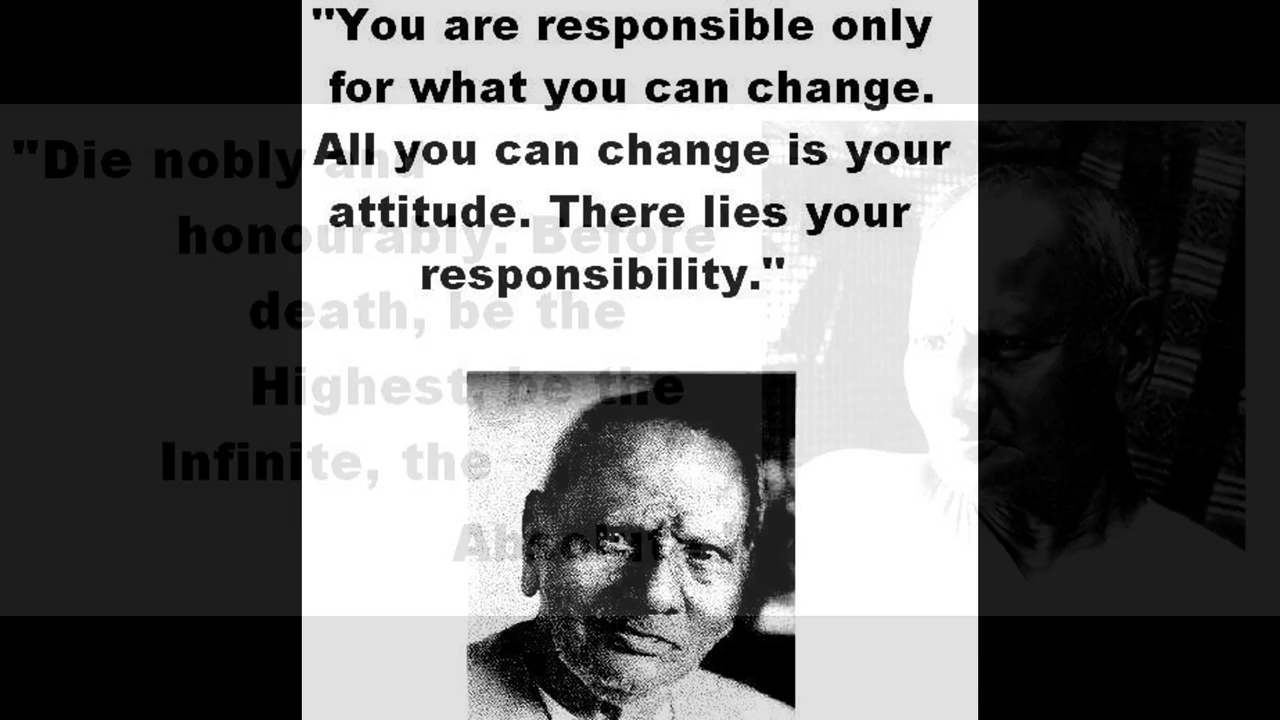 "You are responsible only
for what you can change.
All you can change is your
attitude. There lies your
responsibility."
"Die nobly and
honourably. Before
death, be the
Highest, be the
Infinite, the
Absolute."